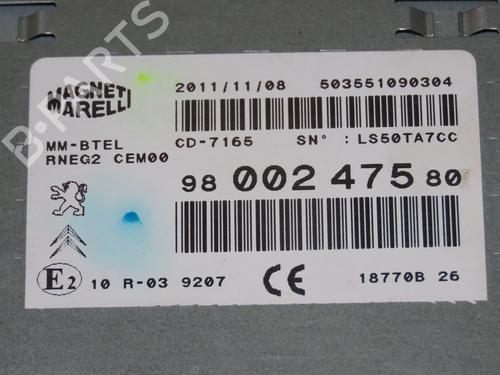 MAGNETI
MARELLI
2011/11/08 503551090304
MM-BTEL CD-7165 SN° : LS50TA7CC
RNEG2 CEM00
98 002 475 80
E2 10 R-03 9207 CE 18770B 26
B-PARTS